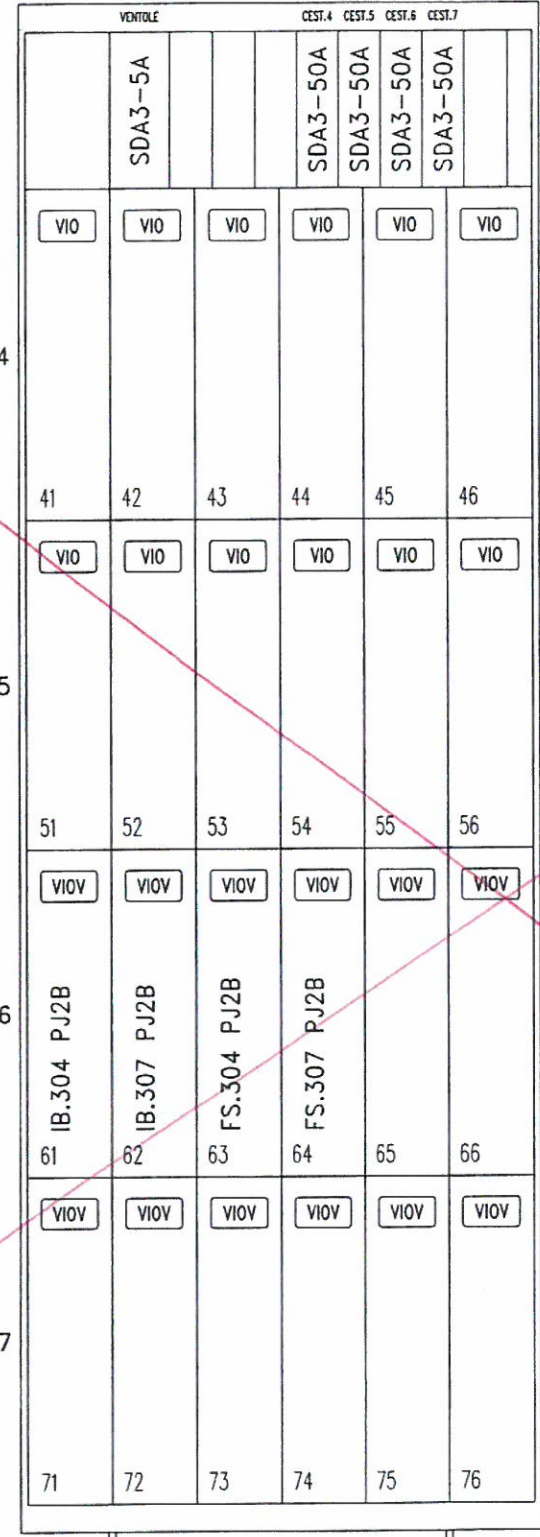 VENTOLE CEST.4 CEST.5 CEST.6 CEST.7
SDA3-5A SDA3-50A SDA3-50A SDA3-50A SDA3-50A
VIO VIO VIO VIO VIO VIO
4
41 42 43 44 45 46
VIO VIO VIO VIO VIO VIO
5
51 52 53 54 55 56
VIOV VIOV VIOV VIOV VIOV VIOV
6
IB.304 PJ2B IB.307 PJ2B FS.304 PJ2B FS.307 PJ2B
61 62 63 64 65 66
VIOV VIOV VIOV VIOV VIOV VIOV
7
71 72 73 74 75 76